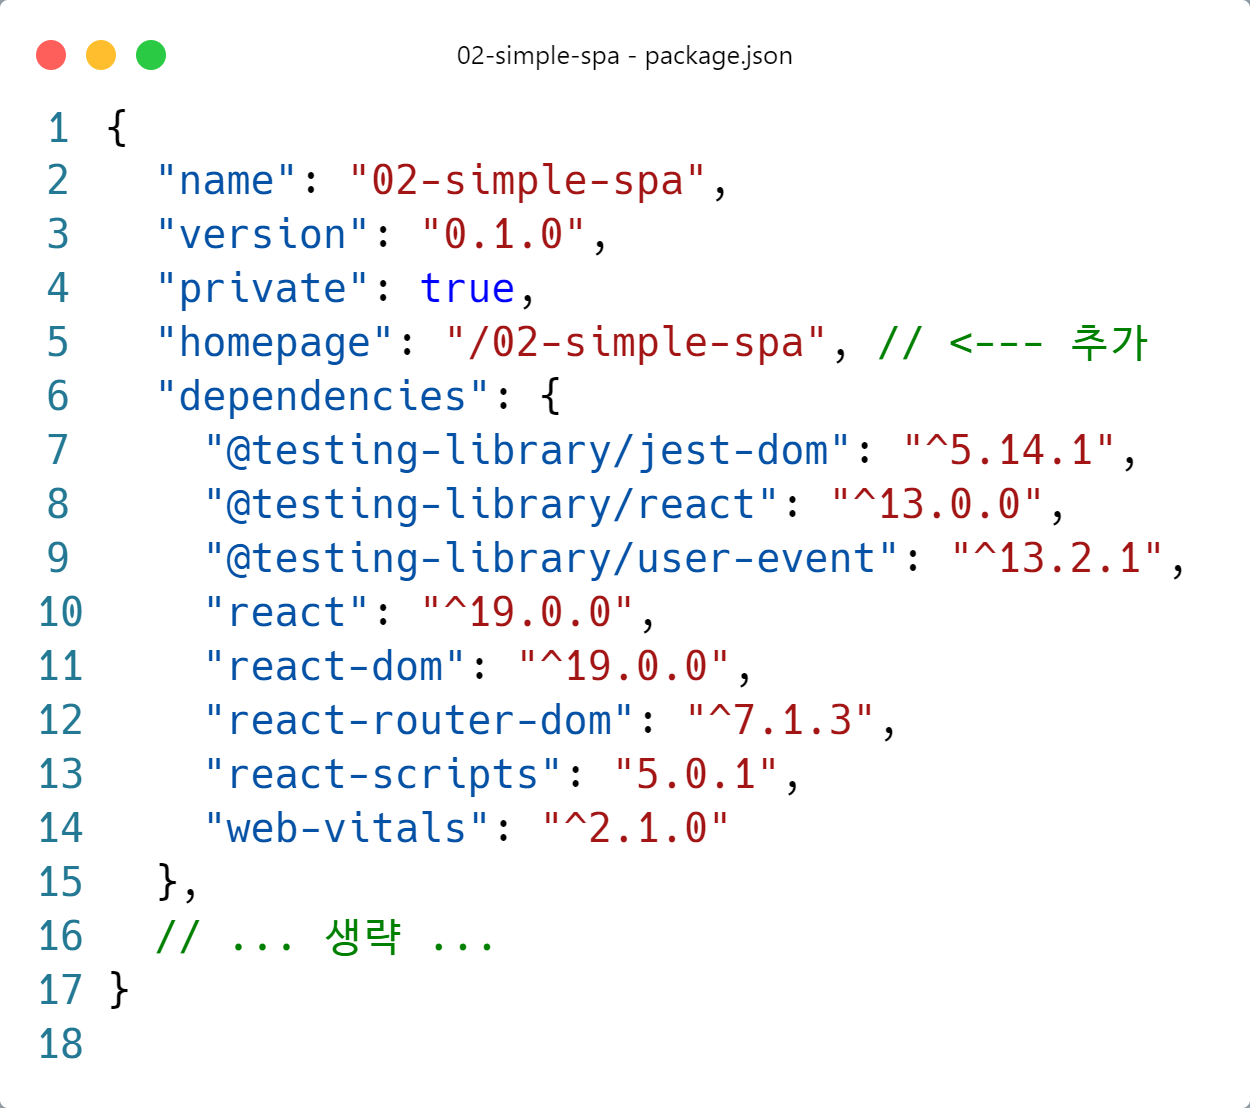 02-simple-spa - package.json
1 {
2   "name": "02-simple-spa",
3   "version": "0.1.0",
4   "private": true,
5   "homepage": "/02-simple-spa", // <--- 추가
6   "dependencies": {
7     "@testing-library/jest-dom": "^5.14.1",
8     "@testing-library/react": "^13.0.0",
9     "@testing-library/user-event": "^13.2.1",
10     "react": "^19.0.0",
11     "react-dom": "^19.0.0",
12     "react-router-dom": "^7.1.3",
13     "react-scripts": "5.0.1",
14     "web-vitals": "^2.1.0"
15   },
16   // ... 생략 ...
17 }
18